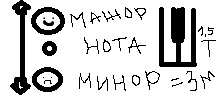 МАЖОР
НОТА
МИНОР = 3М
1,5
Т